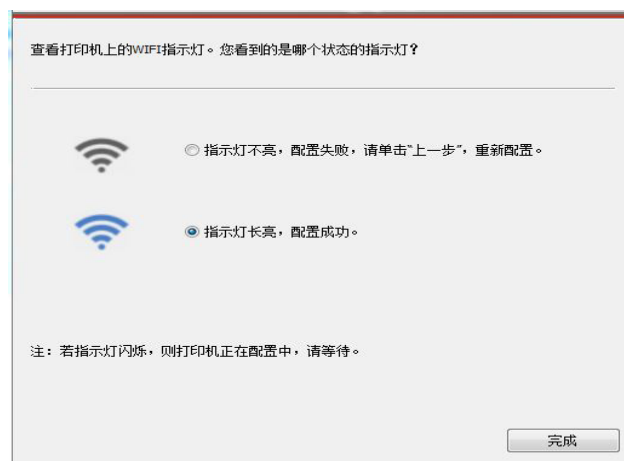 查看打印机上的WIFI指示灯。您看到的是哪个状态的指示灯？
指示灯不亮，配置失败，请单击“上一步”，重新配置。
指示灯长亮，配置成功。
注：若指示灯闪烁，则打印机正在配置中，请等待。
完成